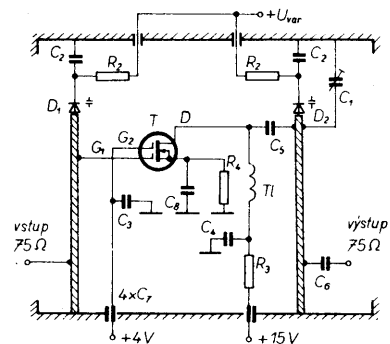 +Uvar
C2
R2
R2
C2
C1
D1
T
D
D2
G2
G1
C5
R4
C3
C8
Tl
C4
vstup
75Ω
R3
výstup
75Ω
C6
4×C7
+4V
+15V